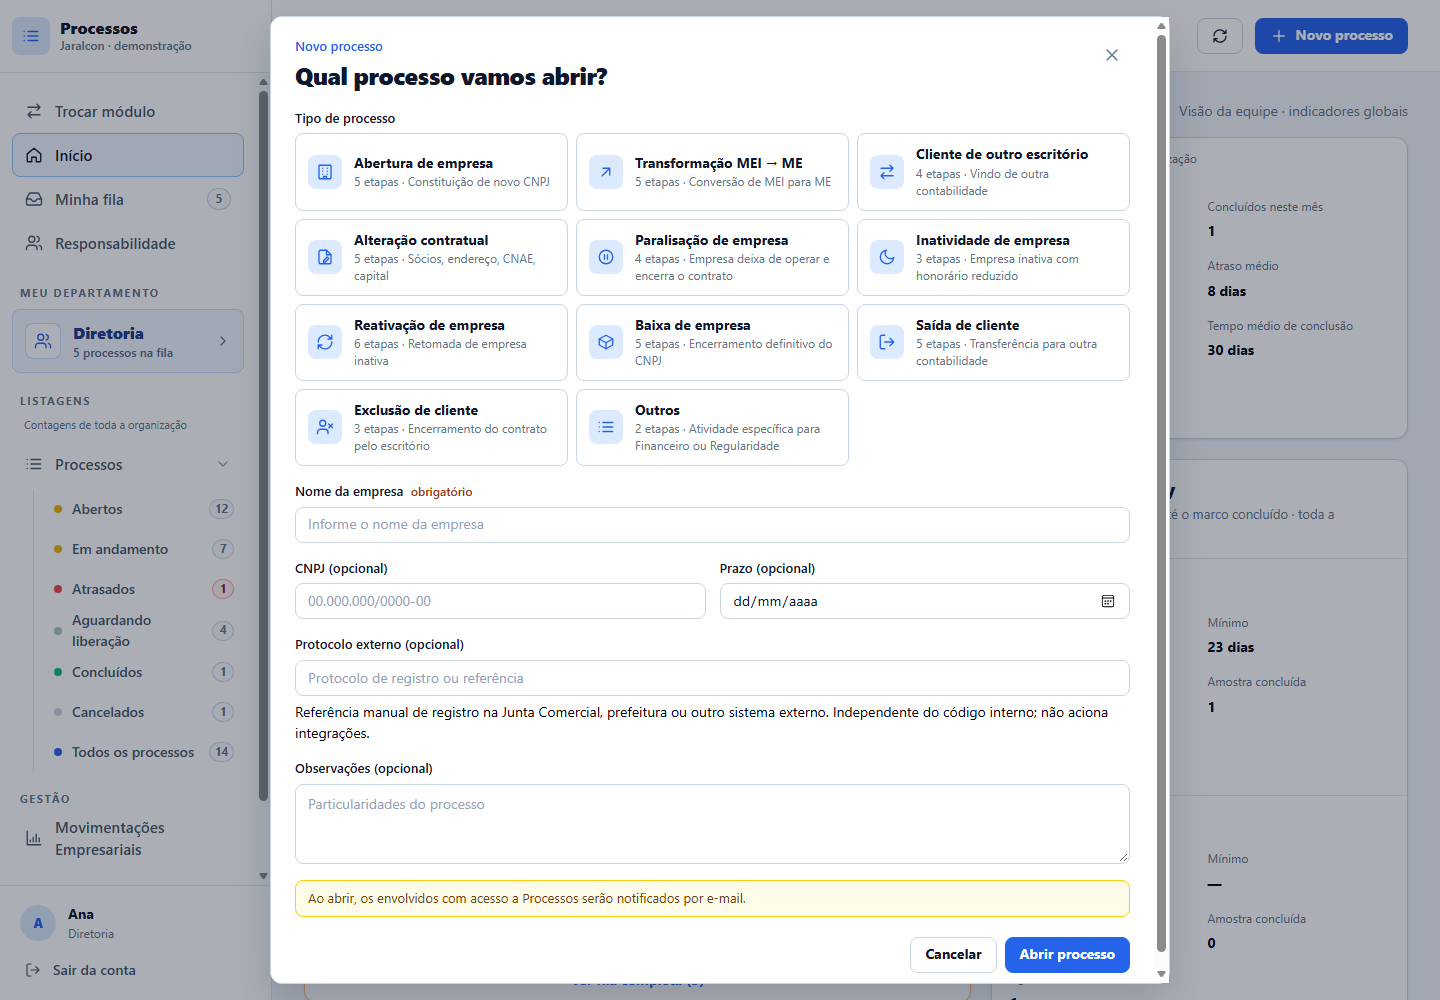 Processos
Jaralcon · demonstração
Trocar módulo
Início
Minha fila
5
Responsabilidade
MEU DEPARTAMENTO
Diretoria
5 processos na fila
LISTAGENS
Contagens de toda a organização
Processos
Abertos
12
Em andamento
7
Atrasados
1
Aguardando
liberação
4
Concluídos
1
Cancelados
1
Todos os processos
14
GESTÃO
Movimentações
Empresariais
A
Ana
Diretoria
Sair da conta
Novo processo
Qual processo vamos abrir?
Tipo de processo
Abertura de empresa
5 etapas · Constituição de novo CNPJ
Transformação MEI → ME
5 etapas · Conversão de MEI para ME
Cliente de outro escritório
4 etapas · Vindo de outra
contabilidade
Alteração contratual
5 etapas · Sócios, endereço, CNAE,
capital
Paralisação de empresa
4 etapas · Empresa deixa de operar e
encerra o contrato
Inatividade de empresa
3 etapas · Empresa inativa com
honorário reduzido
Reativação de empresa
6 etapas · Retomada de empresa
inativa
Baixa de empresa
5 etapas · Encerramento definitivo do
CNPJ
Saída de cliente
5 etapas · Transferência para outra
contabilidade
Exclusão de cliente
3 etapas · Encerramento do contrato
pelo escritório
Outros
2 etapas · Atividade específica para
Financeiro ou Regularidade
Nome da empresa obrigatório
Informe o nome da empresa
CNPJ (opcional)
00.000.000/0000-00
Prazo (opcional)
dd/mm/aaaa
Protocolo externo (opcional)
Protocolo de registro ou referência
Referência manual de registro na Junta Comercial, prefeitura ou outro sistema externo. Independente do código interno; não aciona
integrações.
Observações (opcional)
Particularidades do processo
Ao abrir, os envolvidos com acesso a Processos serão notificados por e-mail.
Cancelar
Abrir processo
Novo processo
Visão da equipe · indicadores globais
Concluídos neste mês
1
Atraso médio
8 dias
Tempo médio de conclusão
30 dias
o marco concluído · toda a
Mínimo
23 dias
Amostra concluída
1
Mínimo
—
Amostra concluída
0